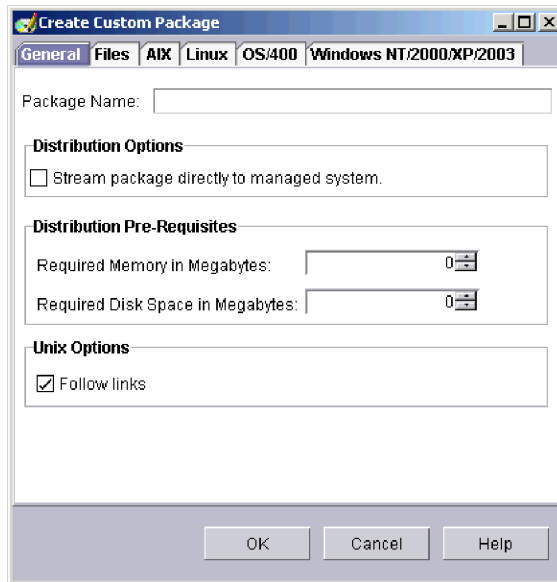 Create Custom Package
General Files AIX Linux OS/400 Windows NT/2000/XP/2003
Package Name:
Distribution Options
Stream package directly to managed system.
Distribution Pre-Requisites
Required Memory in Megabytes: 0
Required Disk Space in Megabytes: 0
Unix Options
Follow links
OK Cancel Help